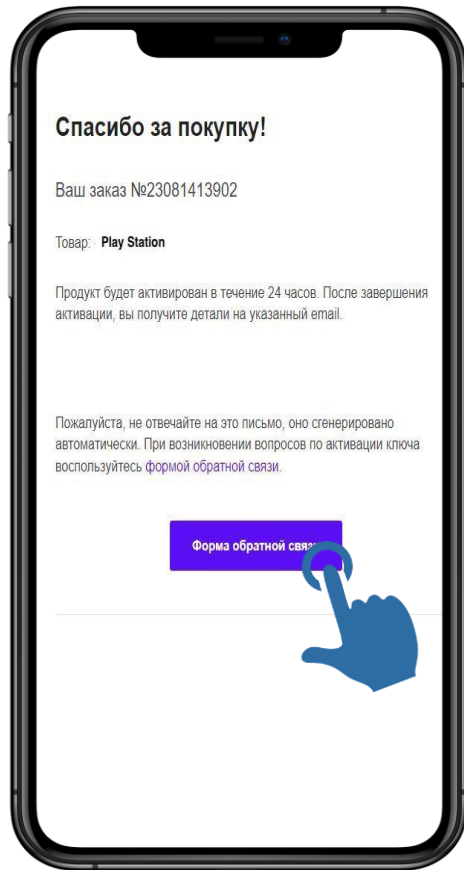 Спасибо за покупку!
Ваш заказ №23081413902
Товар: Play Station
Продукт будет активирован в течение 24 часов. После завершения
активации, вы получите детали на указанный email.
Пожалуйста, не отвечайте на это письмо, оно сгенерировано
автоматически. При возникновении вопросов по активации ключа
воспользуйтесь формой обратной связи.
Форма обратной связи